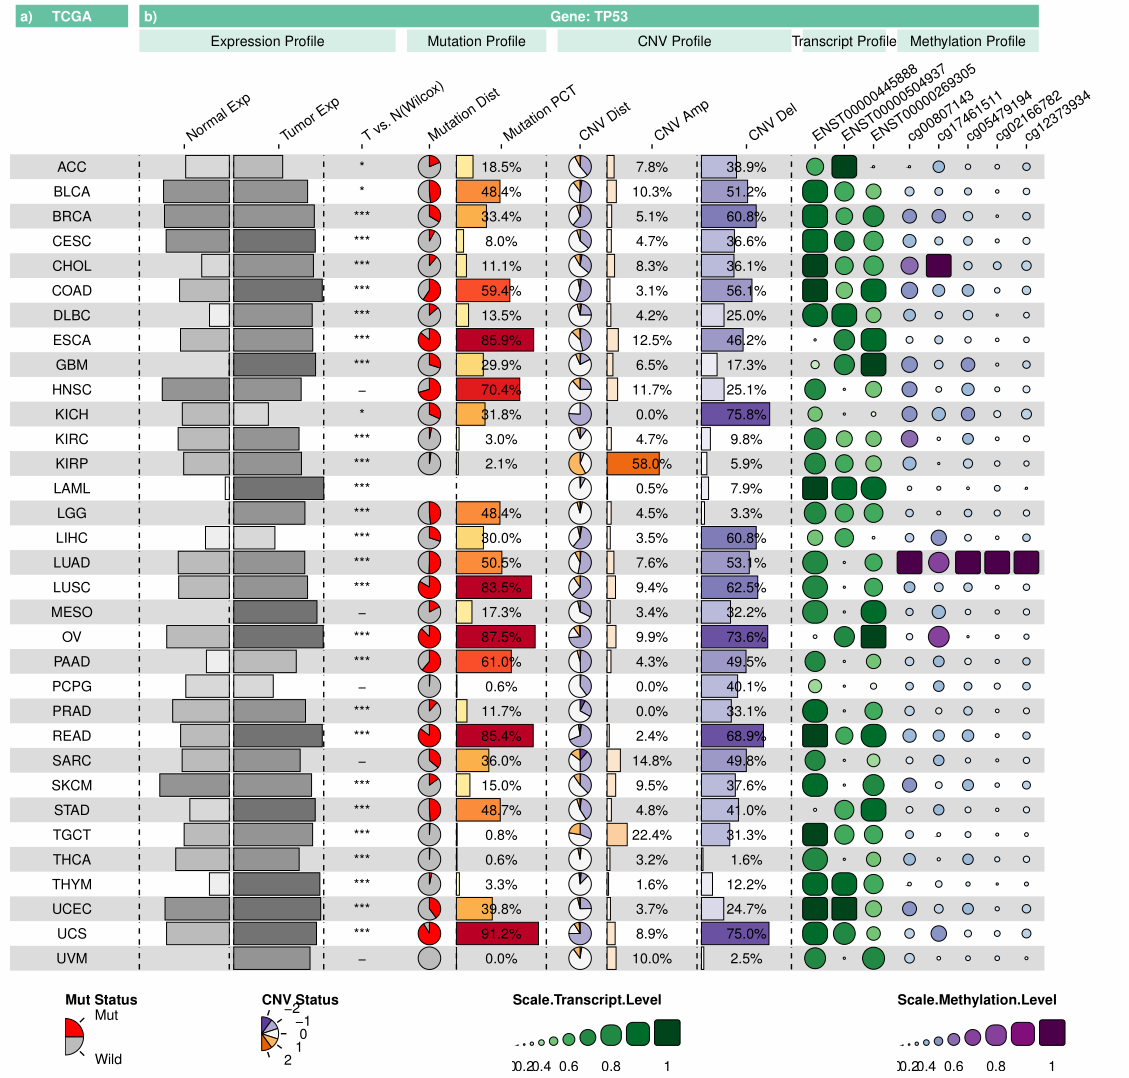 a) TCGA b) Gene: TP53
Expression Profile Mutation Profile CNV Profile Transcript Profile Methylation Profile
Normal Exp Tumor Exp T vs. N(Wilcox) Mutation Dist Mutation PCT CNV Dist CNV Amp CNV Del ENST00000445888 ENST00000504937 ENST00000269305 cg00807143 cg17461511 cg05479194 cg02166782 cg12373934
ACC * 18.5% 7.8% 38.9%
BLCA * 48.4% 10.3% 51.2%
BRCA *** 33.4% 5.1% 60.8%
CESC *** 8.0% 4.7% 36.6%
CHOL *** 11.1% 8.3% 36.1%
COAD *** 59.4% 3.1% 56.1%
DLBC *** 13.5% 4.2% 25.0%
ESCA *** 85.9% 12.5% 46.2%
GBM *** 29.9% 6.5% 17.3%
HNSC – 70.4% 11.7% 25.1%
KICH * 31.8% 0.0% 75.8%
KIRC *** 3.0% 4.7% 9.8%
KIRP *** 2.1% 58.0% 5.9%
LAML *** 0.5% 7.9%
LGG *** 48.4% 4.5% 3.3%
LIHC *** 30.0% 3.5% 60.8%
LUAD *** 50.5% 7.6% 53.1%
LUSC *** 83.5% 9.4% 62.5%
MESO – 17.3% 3.4% 32.2%
OV *** 87.5% 9.9% 73.6%
PAAD *** 61.0% 4.3% 49.5%
PCPG – 0.6% 0.0% 40.1%
PRAD *** 11.7% 0.0% 33.1%
READ *** 85.4% 2.4% 68.9%
SARC – 36.0% 14.8% 49.8%
SKCM *** 15.0% 9.5% 37.6%
STAD *** 48.7% 4.8% 41.0%
TGCT *** 0.8% 22.4% 31.3%
THCA *** 0.6% 3.2% 1.6%
THYM *** 3.3% 1.6% 12.2%
UCEC *** 39.8% 3.7% 24.7%
UCS *** 91.2% 8.9% 75.0%
UVM – 0.0% 10.0% 2.5%
Mut Status CNV Status Scale.Transcript.Level Scale.Methylation.Level
Mut
Wild
−2
−1
0
1
2
0.2 0.4 0.6 0.8 1
0.2 0.4 0.6 0.8 1